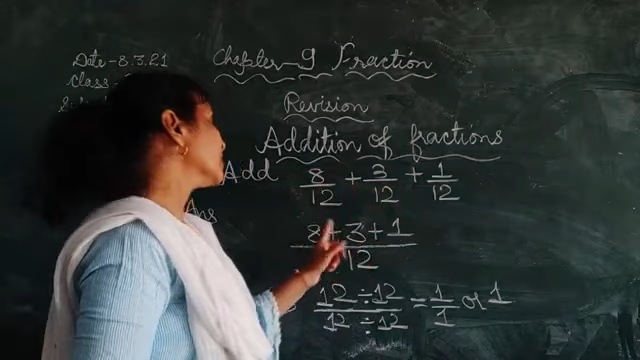 Date-8.3.21
Chapter-9 Fraction
Class
Revision
Addition of fractions
Add 8/12 + 3/12 + 1/12
Ans
8+3+1/12
12÷12/12÷12 = 1/1 or 1